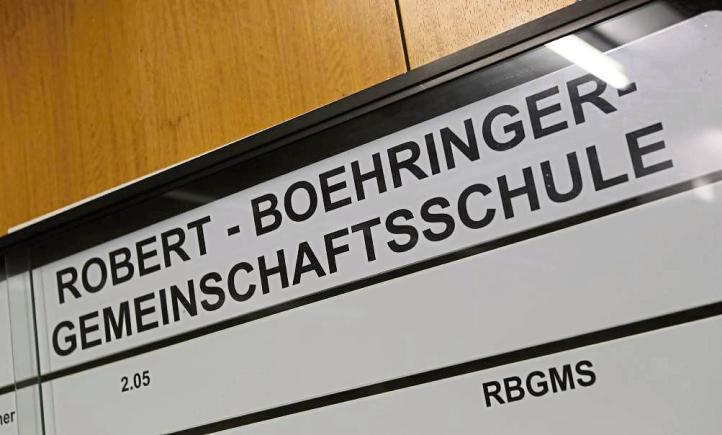 ROBERT - BOEHRINGER-
GEMEINSCHAFTSSCHULE
2.05
RBGMS